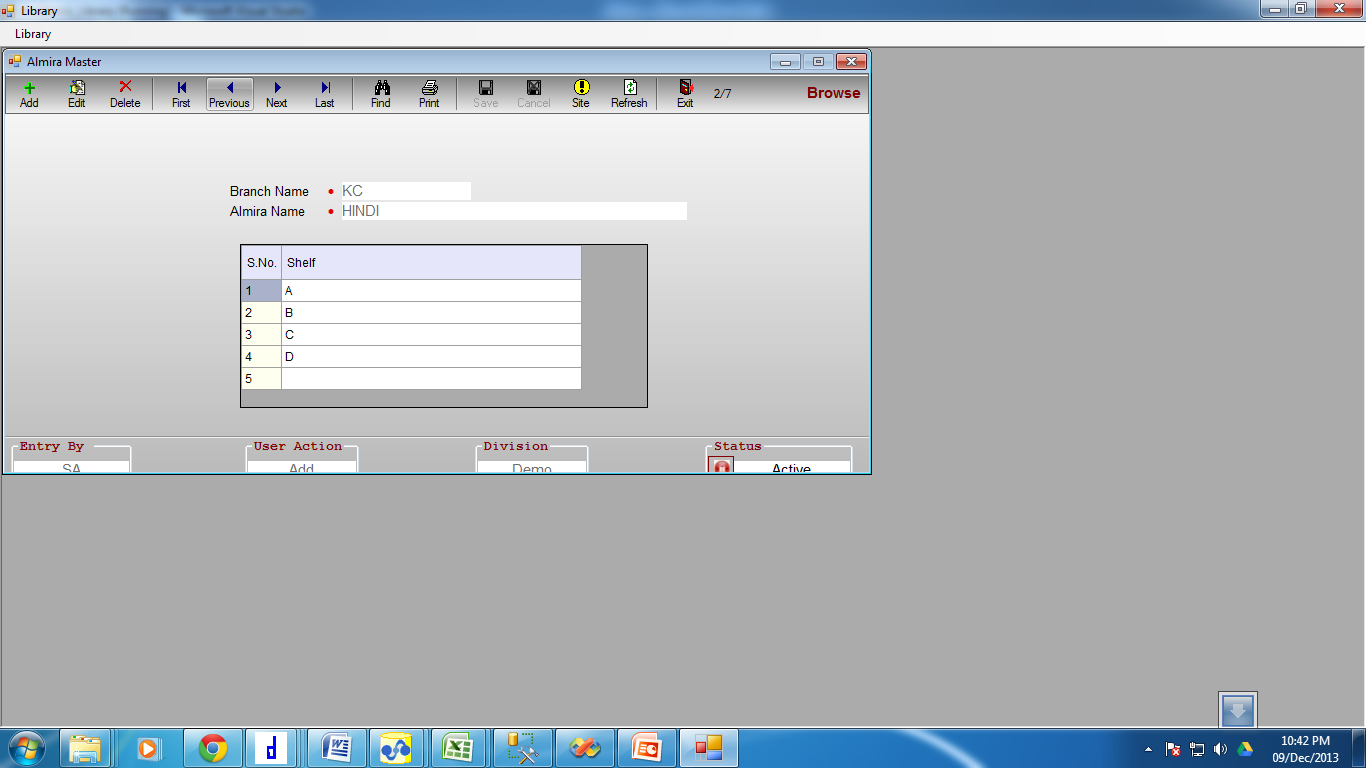 Library
Library
Almira Master
Add Edit Delete First Previous Next Last Find Print Save Cancel Site Refresh Exit 2/7 Browse
Branch Name KC
Almira Name HINDI
S.No. Shelf
1 A
2 B
3 C
4 D
5
Entry By User Action Division Status
SA Add Demo Active
10:42 PM
09/Dec/2013